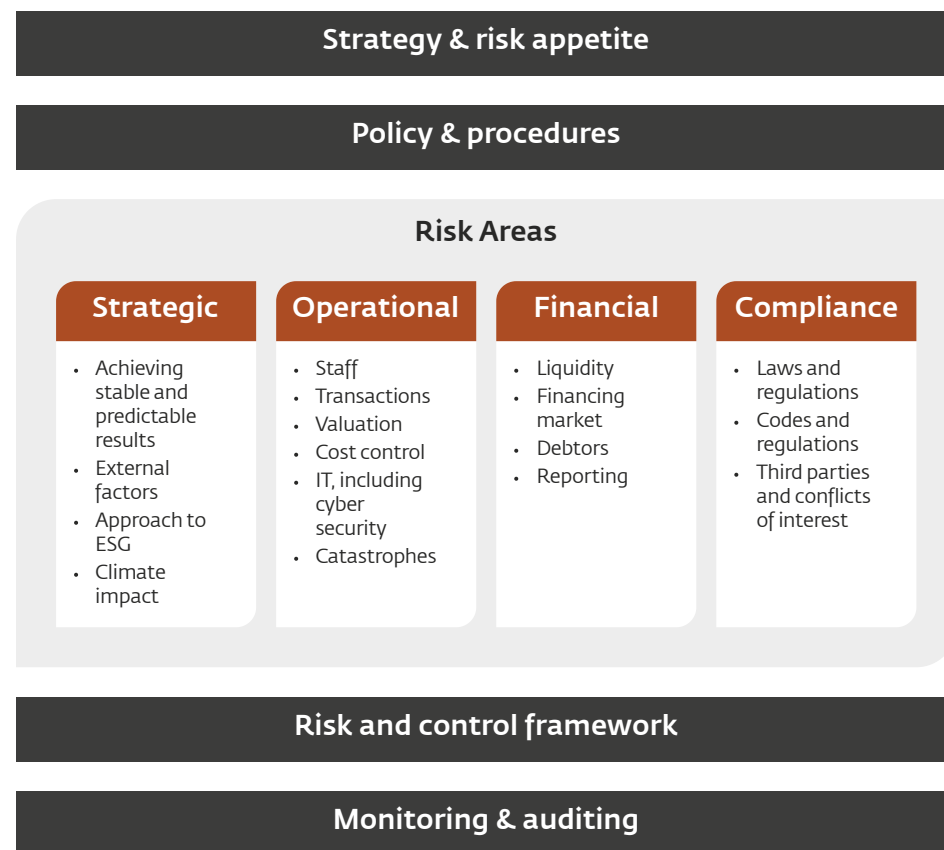 Strategy & risk appetite
Policy & procedures
Risk Areas
Strategic
• Achieving
stable and
predictable
results
• External
factors
• Approach to
ESG
• Climate
impact
Operational
• Staff
• Transactions
• Valuation
• Cost control
• IT, including
cyber
security
• Catastrophes
Financial
• Liquidity
• Financing
market
• Debtors
• Reporting
Compliance
• Laws and
regulations
• Codes and
regulations
• Third parties
and conflicts
of interest
Risk and control framework
Monitoring & auditing